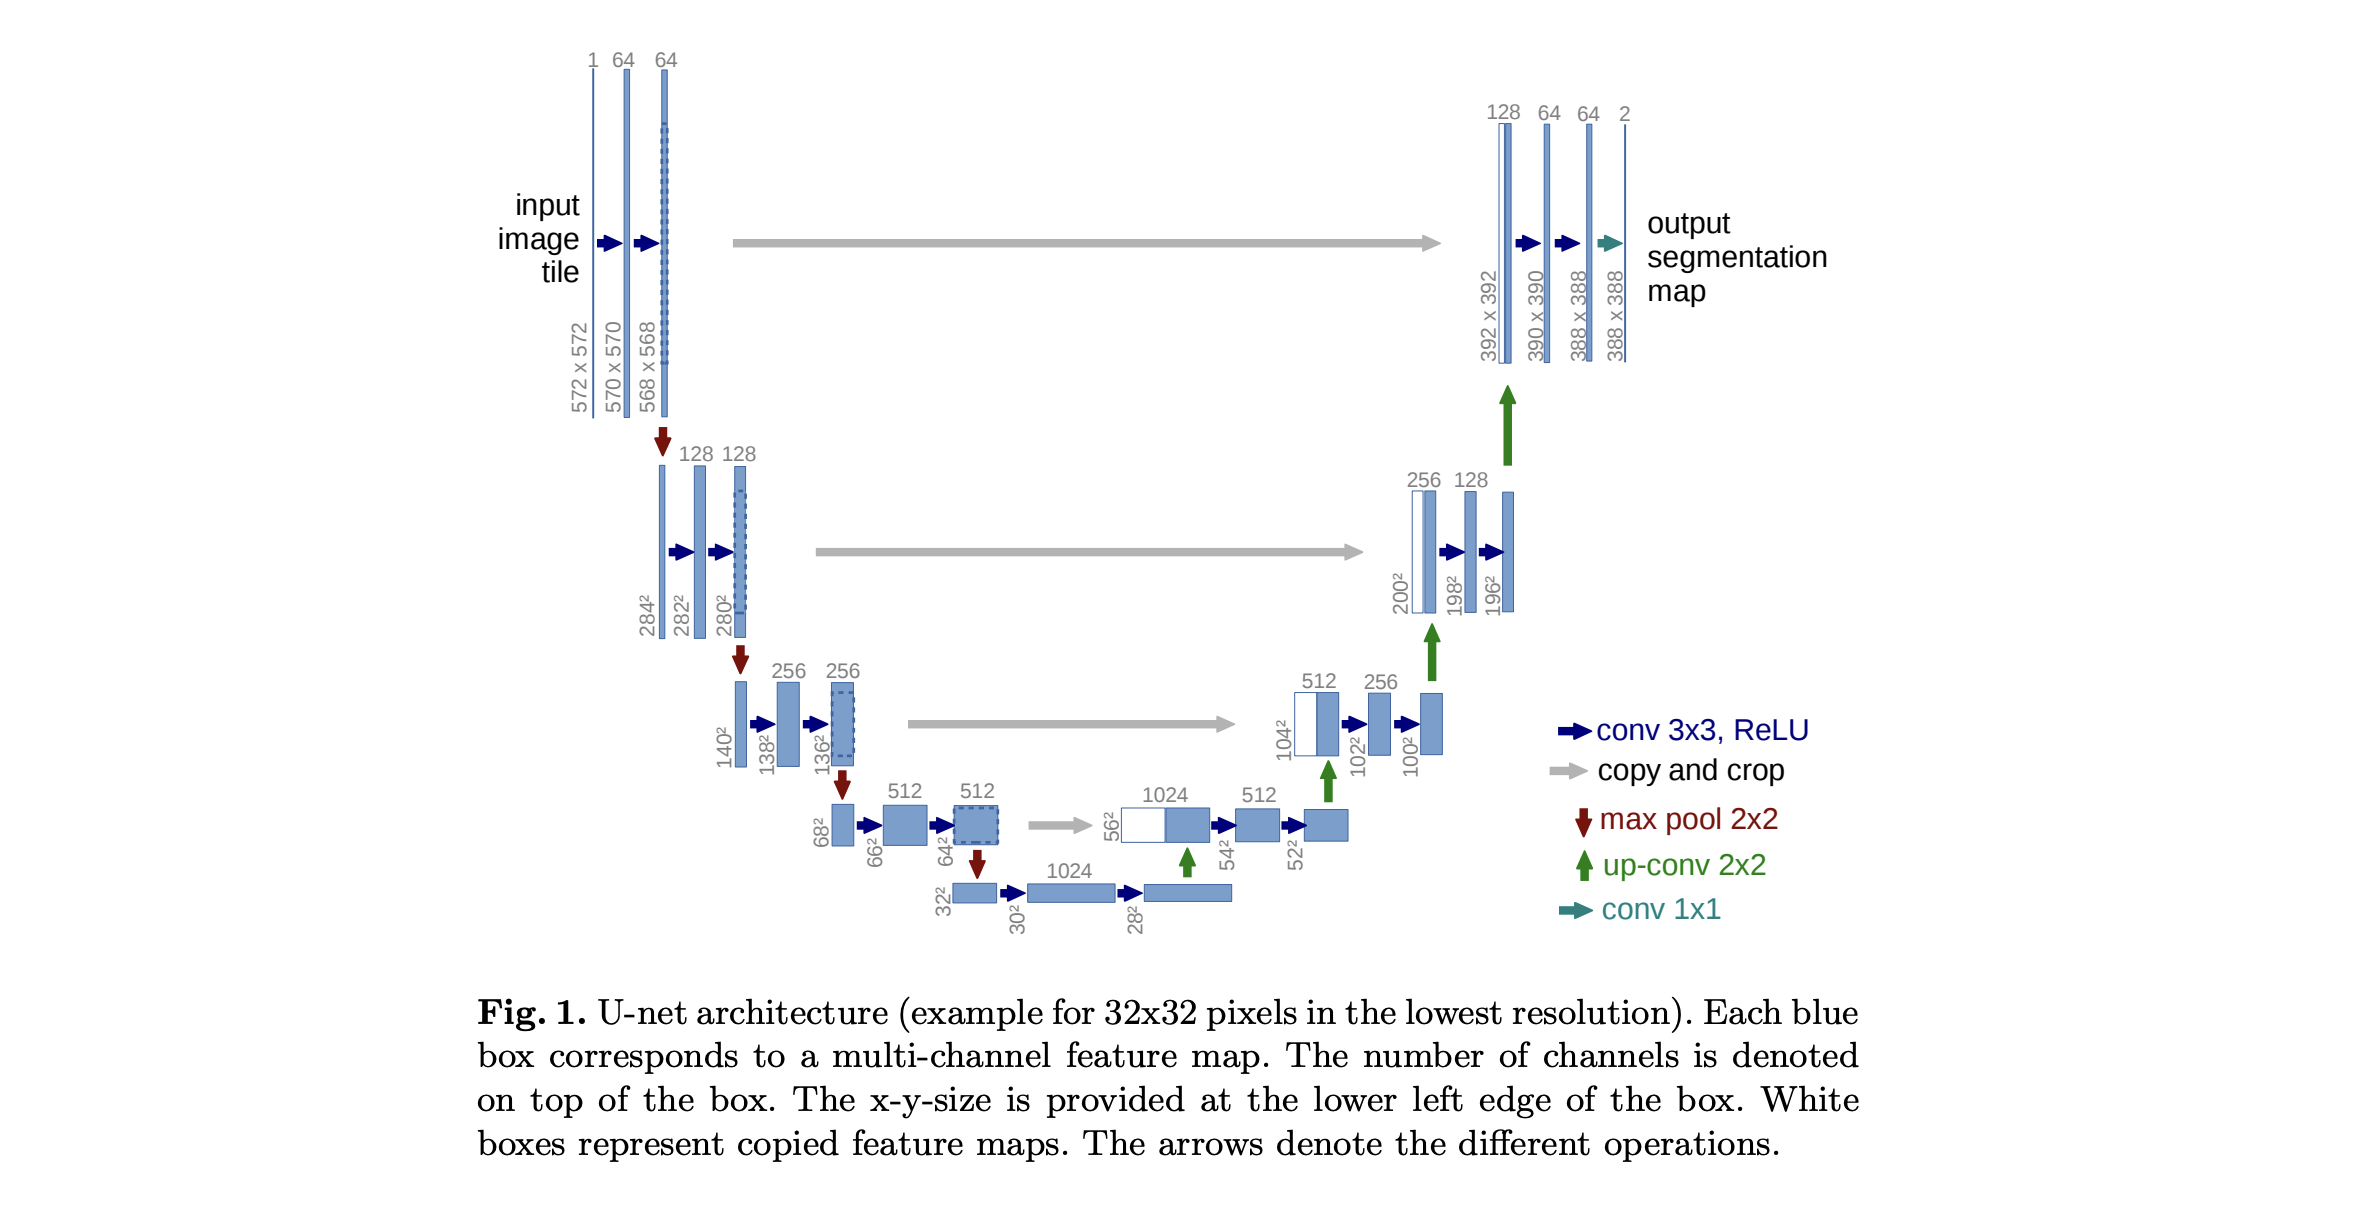 1 64 64
input
image
tile
572 x 572
570 x 570
568 x 568
128 64 64 2
output
segmentation
map
392 x 392
390 x 390
388 x 388
388 x 388
128 128
284²
282²
280²
256 128
200²
198²
196²
256 256
140²
138²
136²
512 256
104²
102²
100²
512 512
68²
66²
64²
1024 512
56²
54²
52²
1024
32²
30²
28²
conv 3x3, ReLU
copy and crop
max pool 2x2
up-conv 2x2
conv 1x1
Fig. 1. U-net architecture (example for 32x32 pixels in the lowest resolution). Each blue
box corresponds to a multi-channel feature map. The number of channels is denoted
on top of the box. The x-y-size is provided at the lower left edge of the box. White
boxes represent copied feature maps. The arrows denote the different operations.